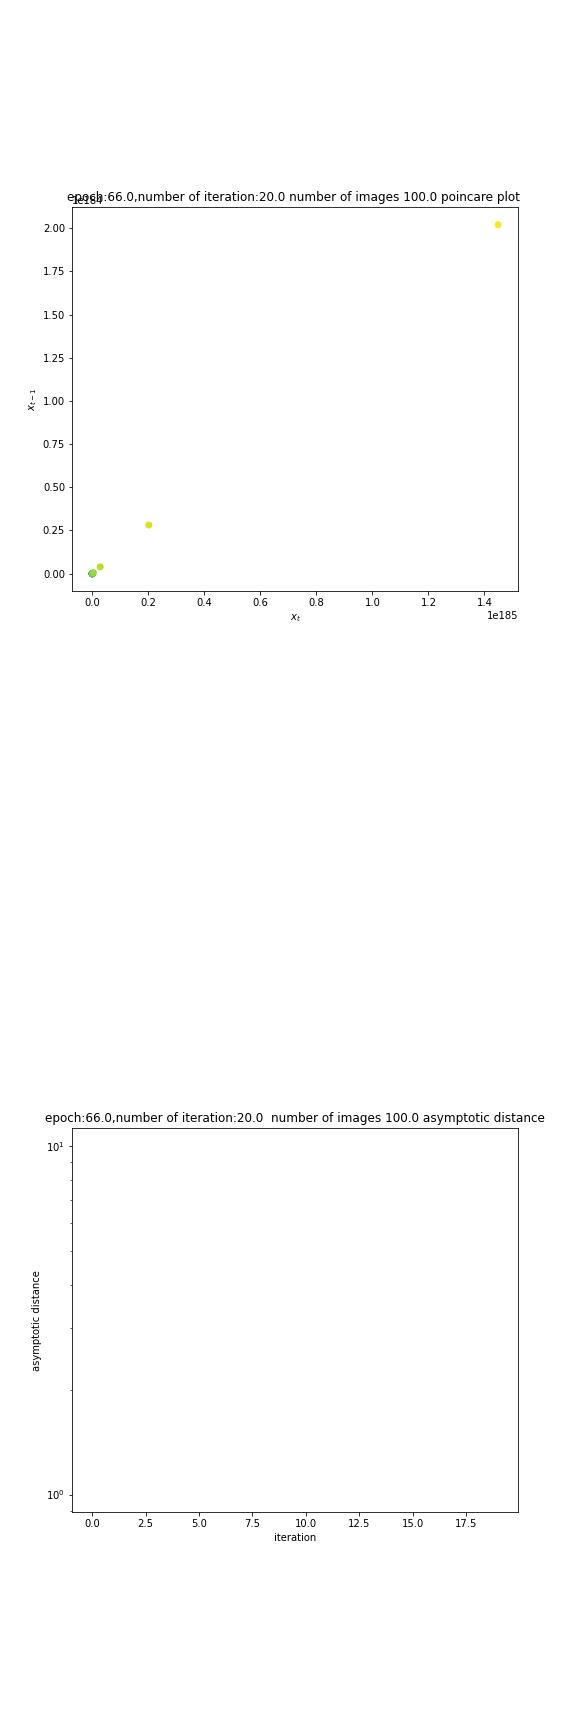 epoch:66.0,number of iteration:20.0 number of images 100.0 poincare plot
1e184
2.00
1.75
1.50
1.25
1.00
0.75
0.50
0.25
0.00
x_{t-1}
0.0 0.2 0.4 0.6 0.8 1.0 1.2 1.4
1e185
x_t
epoch:66.0,number of iteration:20.0  number of images 100.0 asymptotic distance
10¹
10⁰
asymptotic distance
0.0 2.5 5.0 7.5 10.0 12.5 15.0 17.5
iteration